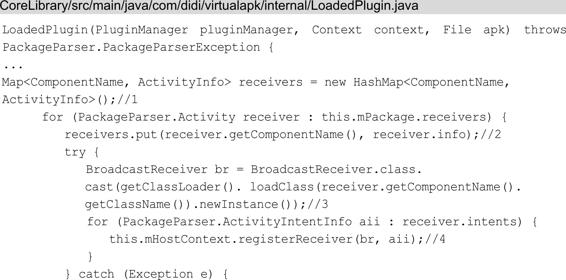 CoreLibrary/src/main/java/com/didi/virtualapk/internal/LoadedPlugin.java
LoadedPlugin(PluginManager pluginManager, Context context, File apk) throws
PackageParser.PackageParserException {
...
Map<ComponentName, ActivityInfo> receivers = new HashMap<ComponentName,
ActivityInfo>();//1
for (PackageParser.Activity receiver : this.mPackage.receivers) {
receivers.put(receiver.getComponentName(), receiver.info);//2
try {
BroadcastReceiver br = BroadcastReceiver.class.
cast(getClassLoader(). loadClass(receiver.getComponentName().
getClassName()).newInstance());//3
for (PackageParser.ActivityIntentInfo aii : receiver.intents) {
this.mHostContext.registerReceiver(br, aii);//4
}
} catch (Exception e) {